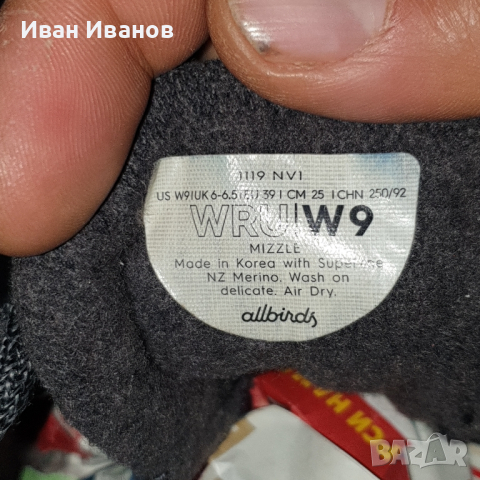 Иван Иванов
1119 NV1
US W9 | UK 6-6.5 | EU 39 | CM 25 | CHN 250/92
WRU|W9
MIZZLE
Made in Korea with Superfine
NZ Merino. Wash on
delicate. Air Dry.
allbirds
BAZAR